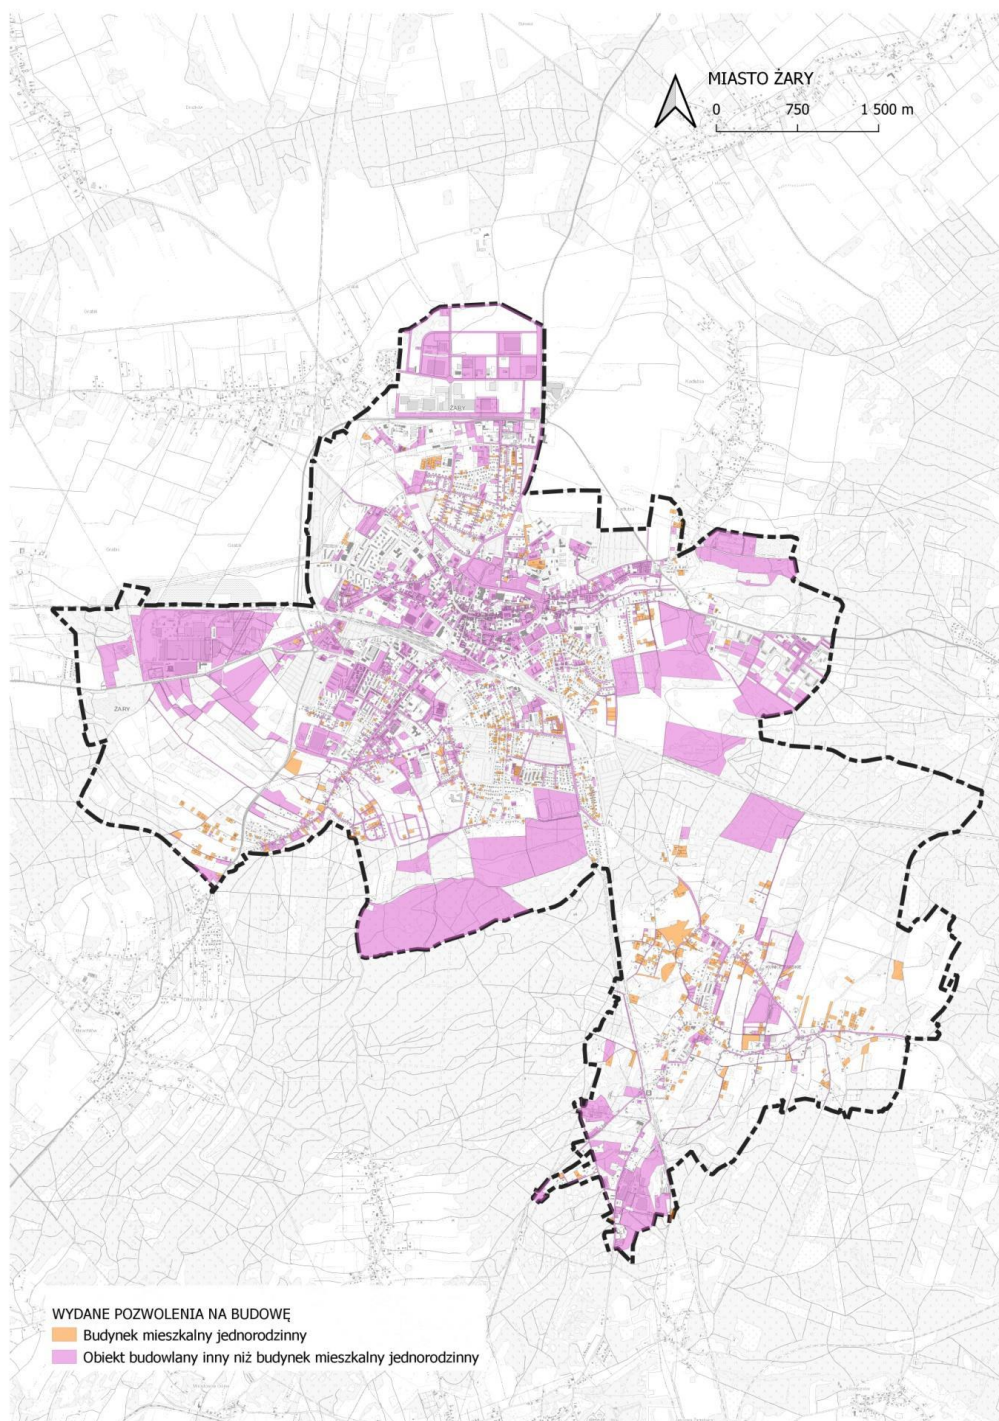 MIASTO ŻARY
0 750 1 500 m
ŻARY
ŻARY
WYDANE POZWOLENIA NA BUDOWĘ
Budynek mieszkalny jednorodzinny
Obiekt budowlany inny niż budynek mieszkalny jednorodzinny